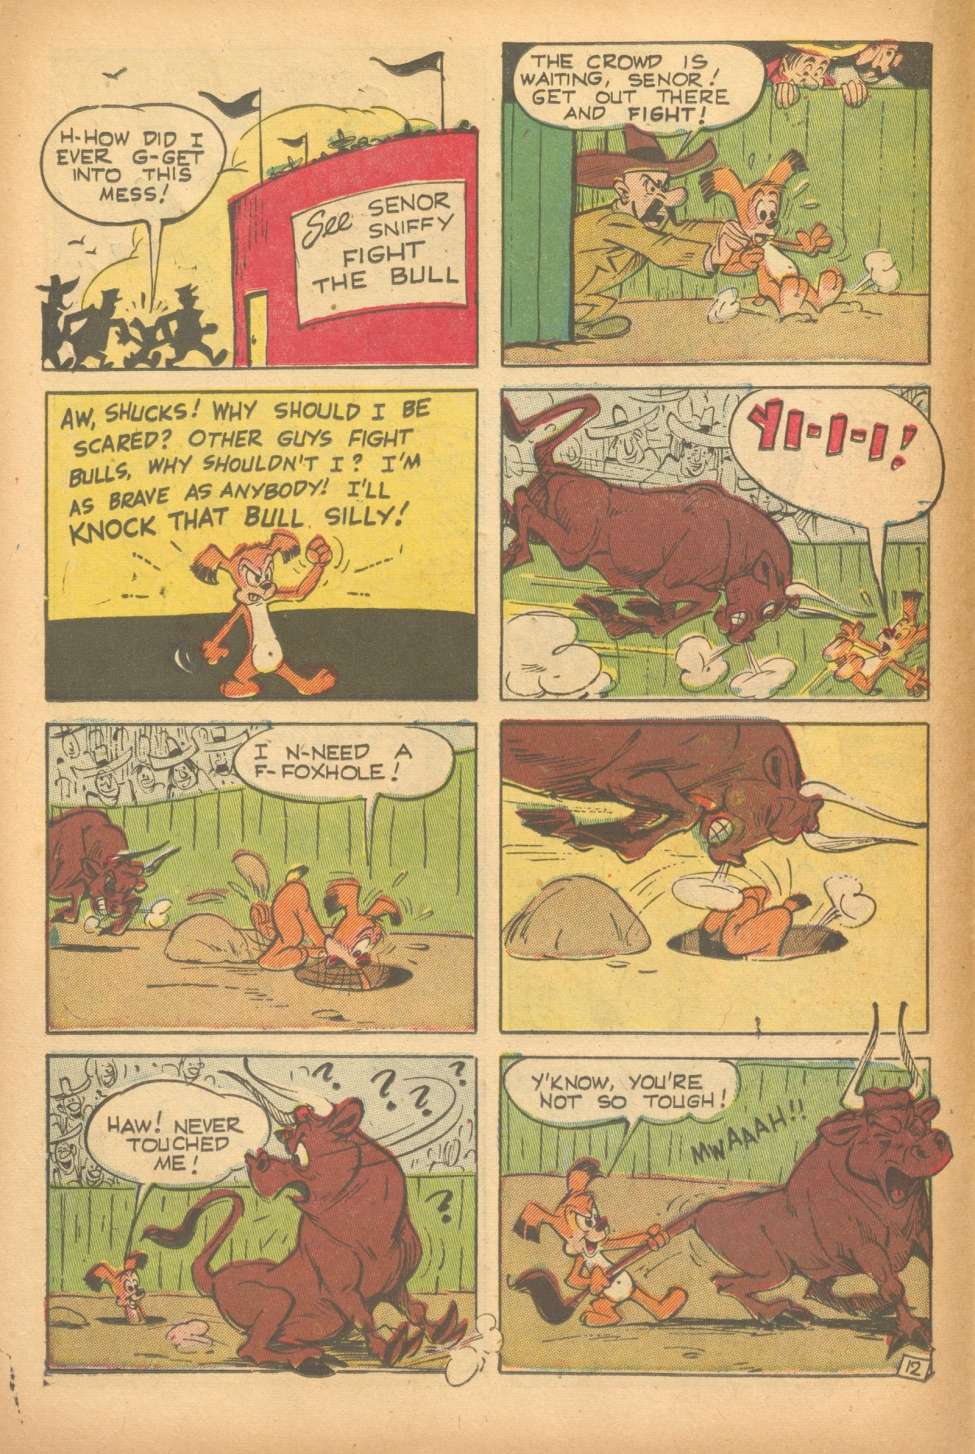 H-HOW DID I
EVER G-GET
INTO THIS
MESS!
See SENOR
SNIFFY
FIGHT
THE BULL
THE CROWD IS
WAITING, SENOR!
GET OUT THERE
AND FIGHT!
AW, SHUCKS! WHY SHOULD I BE
SCARED? OTHER GUYS FIGHT
BULLS, WHY SHOULDN'T I? I'M
AS BRAVE AS ANYBODY! I'LL
KNOCK THAT BULL SILLY!
YI-I-I!
I N-NEED A
F-FOXHOLE!
HAW! NEVER
TOUCHED
ME!
? ? ? ? ?
Y'KNOW, YOU'RE
NOT SO TOUGH!
MWAAAH!!
12